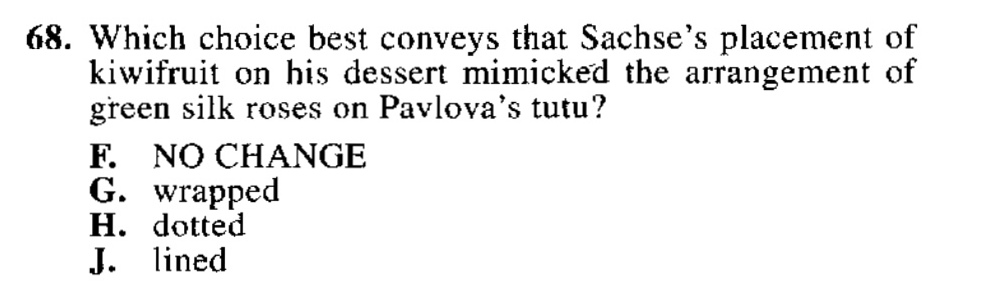 68. Which choice best conveys that Sachse's placement of
kiwifruit on his dessert mimicked the arrangement of
green silk roses on Pavlova's tutu?
F. NO CHANGE
G. wrapped
H. dotted
J. lined